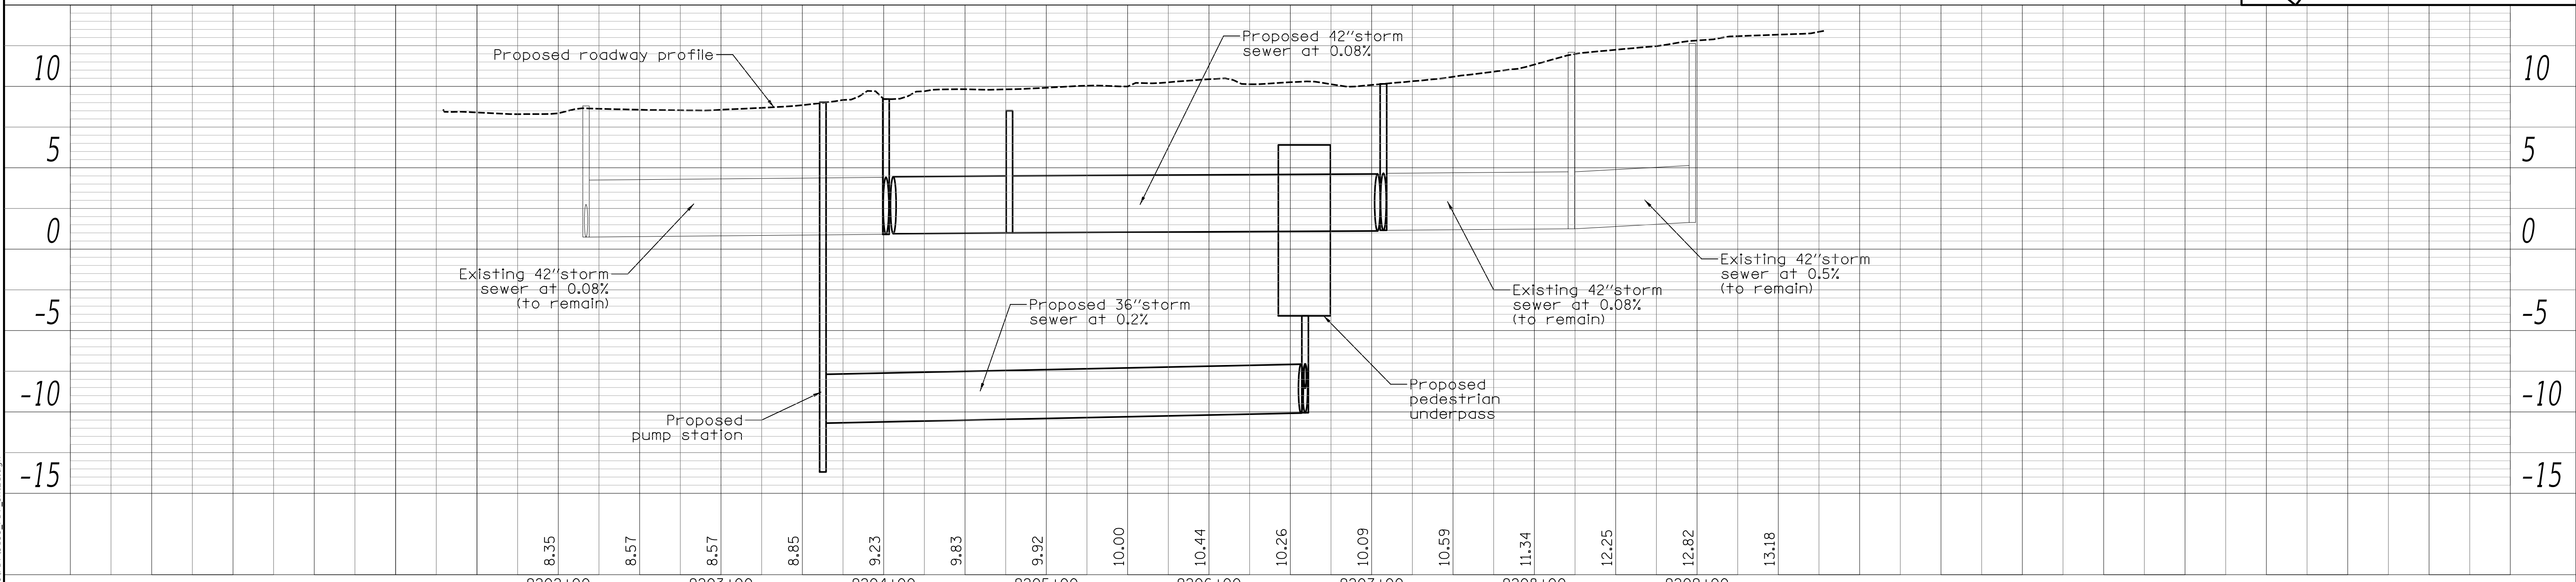 Proposed 42"storm
sewer at 0.08%
Proposed roadway profile
10
10
5
5
0
0
Existing 42"storm
sewer at 0.08%
(to remain)
Existing 42"storm
sewer at 0.5%
(to remain)
Existing 42"storm
sewer at 0.08%
(to remain)
Proposed 36"storm
sewer at 0.2%
-5
-5
Proposed
pedestrian
underpass
-10
-10
Proposed
pump station
-15
-15
8.35
8.57
8.57
8.85
9.23
9.83
9.92
10.00
10.44
10.26
10.09
10.59
11.34
12.25
12.82
13.18